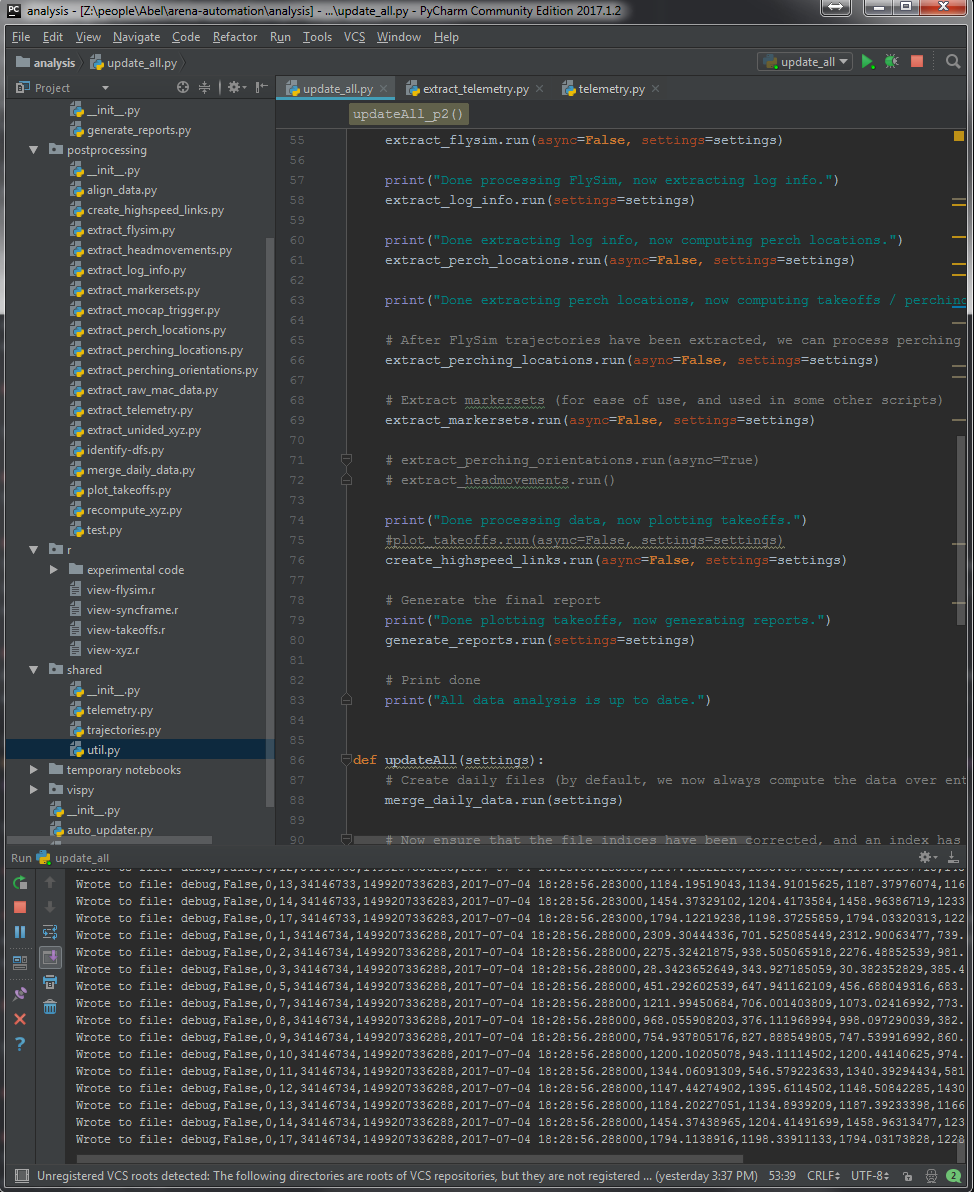 analysis - [Z:\people\Abel\arena-automation\analysis] - ...\update_all.py - PyCharm Community Edition 2017.1.2
File Edit View Navigate Code Refactor Run Tools VCS Window Help
analysis update_all.py
update_all
Project
update_all.py extract_telemetry.py telemetry.py
updateAll_p2()
__init__.py
generate_reports.py
postprocessing
__init__.py
align_data.py
create_highspeed_links.py
extract_flysim.py
extract_headmovements.py
extract_log_info.py
extract_markersets.py
extract_mocap_trigger.py
extract_perch_locations.py
extract_perching_locations.py
extract_perching_orientations.py
extract_raw_mac_data.py
extract_telemetry.py
extract_unided_xyz.py
identify-dfs.py
merge_daily_data.py
plot_takeoffs.py
recompute_xyz.py
test.py
r
experimental code
view-flysim.r
view-syncframe.r
view-takeoffs.r
view-xyz.r
shared
__init__.py
telemetry.py
trajectories.py
util.py
temporary notebooks
vispy
__init__.py
auto_updater.py
55 extract_flysim.run(async=False, settings=settings)
56
57 print("Done processing FlySim, now extracting log info.")
58 extract_log_info.run(settings=settings)
59
60 print("Done extracting log info, now computing perch locations.")
61 extract_perch_locations.run(async=False, settings=settings)
62
63 print("Done extracting perch locations, now computing takeoffs / perching
64
65 # After FlySim trajectories have been extracted, we can process perching
66 extract_perching_locations.run(async=False, settings=settings)
67
68 # Extract markersets (for ease of use, and used in some other scripts)
69 extract_markersets.run(async=False, settings=settings)
70
71 # extract_perching_orientations.run(async=True)
72 # extract_headmovements.run()
73
74 print("Done processing data, now plotting takeoffs.")
75 #plot_takeoffs.run(async=False, settings=settings)
76 create_highspeed_links.run(async=False, settings=settings)
77
78 # Generate the final report
79 print("Done plotting takeoffs, now generating reports.")
80 generate_reports.run(settings=settings)
81
82 # Print done
83 print("All data analysis is up to date.")
84
85
86 def updateAll(settings):
87 # Create daily files (by default, we now always compute the data over ent
88 merge_daily_data.run(settings)
89
90 # Now ensure that the file indices have been corrected, and an index has
Run update_all
Wrote to file: debug,False,0,13,34146733,1499207336283,2017-07-04 18:28:56.283000,1184.19519043,1134.91015625,1187.37976074,116
Wrote to file: debug,False,0,14,34146733,1499207336283,2017-07-04 18:28:56.283000,1454.37329102,1204.4173584,1458.96386719,1233
Wrote to file: debug,False,0,17,34146733,1499207336283,2017-07-04 18:28:56.283000,1794.12219238,1198.37255859,1794.03320313,122
Wrote to file: debug,False,0,1,34146734,1499207336288,2017-07-04 18:28:56.288000,2309.30444336,701.525085449,2312.90063477,739.
Wrote to file: debug,False,0,2,34146734,1499207336288,2017-07-04 18:28:56.288000,2275.32421875,938.505065918,2276.48852539,981.
Wrote to file: debug,False,0,3,34146734,1499207336288,2017-07-04 18:28:56.288000,28.3423652649,343.927185059,30.382352829,385.4
Wrote to file: debug,False,0,5,34146734,1499207336288,2017-07-04 18:28:56.288000,451.292602539,647.941162109,456.688049316,683.
Wrote to file: debug,False,0,7,34146734,1499207336288,2017-07-04 18:28:56.288000,1211.99450684,706.001403809,1073.02416992,773.
Wrote to file: debug,False,0,8,34146734,1499207336288,2017-07-04 18:28:56.288000,968.055908203,376.111968994,998.097290039,382.
Wrote to file: debug,False,0,9,34146734,1499207336288,2017-07-04 18:28:56.288000,754.937805176,827.888549805,747.539916992,860.
Wrote to file: debug,False,0,10,34146734,1499207336288,2017-07-04 18:28:56.288000,1200.10205078,943.11114502,1200.44140625,974.
Wrote to file: debug,False,0,11,34146734,1499207336288,2017-07-04 18:28:56.288000,1344.06091309,546.579223633,1340.39294434,581
Wrote to file: debug,False,0,12,34146734,1499207336288,2017-07-04 18:28:56.288000,1147.44274902,1395.6114502,1148.50842285,1430
Wrote to file: debug,False,0,13,34146734,1499207336288,2017-07-04 18:28:56.288000,1184.20227051,1134.8939209,1187.39233398,1166
Wrote to file: debug,False,0,14,34146734,1499207336288,2017-07-04 18:28:56.288000,1454.37438965,1204.41491699,1458.96313477,123
Wrote to file: debug,False,0,17,34146734,1499207336288,2017-07-04 18:28:56.288000,1794.1138916,1198.33911133,1794.03173828,1228
Unregistered VCS roots detected: The following directories are roots of VCS repositories, but they are not registered ... (yesterday 3:37 PM) 53:39 CRLF÷ UTF-8÷ 2